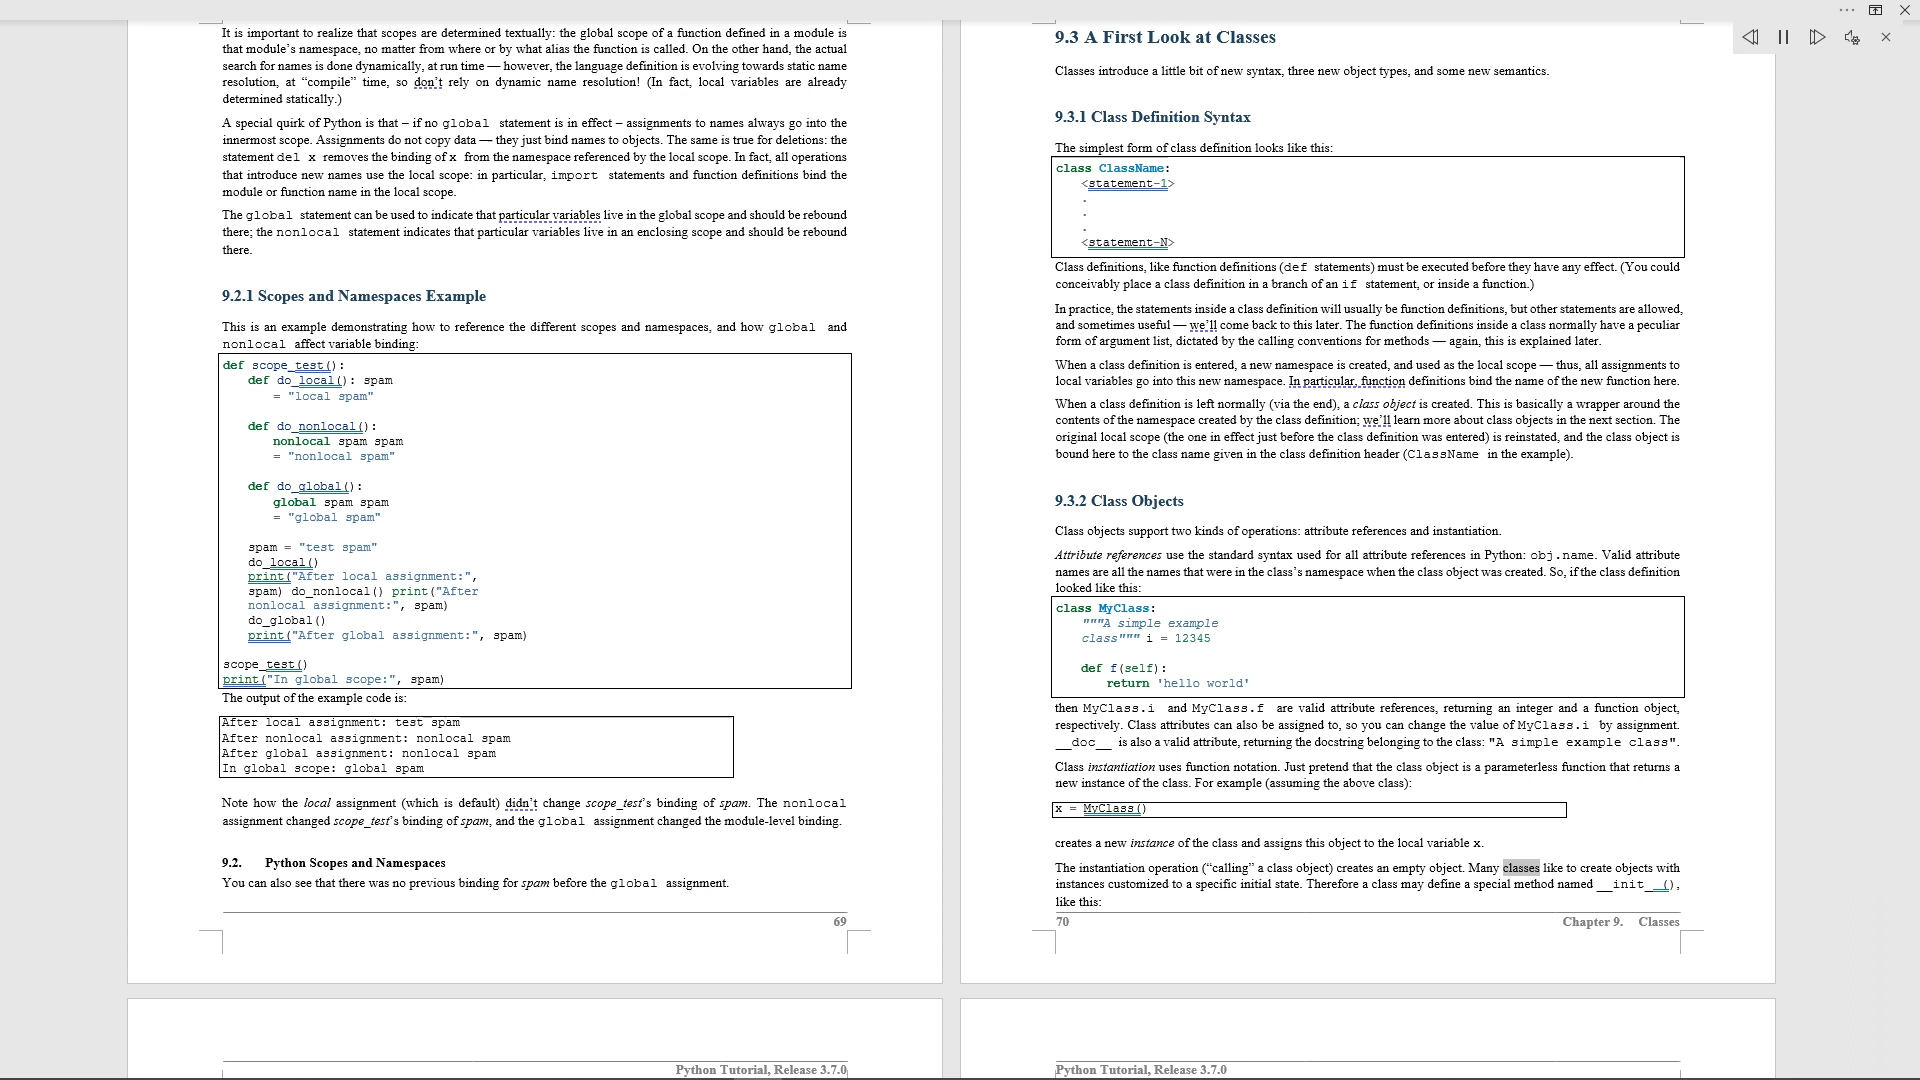 It is important to realize that scopes are determined textually: the global scope of a function defined in a module is
that module’s namespace, no matter from where or by what alias the function is called. On the other hand, the actual
search for names is done dynamically, at run time — however, the language definition is evolving towards static name
resolution, at “compile” time, so don’t rely on dynamic name resolution! (In fact, local variables are already
determined statically.)
A special quirk of Python is that – if no global statement is in effect – assignments to names always go into the
innermost scope. Assignments do not copy data — they just bind names to objects. The same is true for deletions: the
statement del x removes the binding of x from the namespace referenced by the local scope. In fact, all operations
that introduce new names use the local scope: in particular, import statements and function definitions bind the
module or function name in the local scope.
The global statement can be used to indicate that particular variables live in the global scope and should be rebound
there; the nonlocal statement indicates that particular variables live in an enclosing scope and should be rebound
there.
9.2.1 Scopes and Namespaces Example
This is an example demonstrating how to reference the different scopes and namespaces, and how global and
nonlocal affect variable binding:
def scope_test():
def do_local(): spam
= "local spam"
def do_nonlocal():
nonlocal spam spam
= "nonlocal spam"
def do_global():
global spam spam
= "global spam"
spam = "test spam"
do_local()
print("After local assignment:",
spam) do_nonlocal() print("After
nonlocal assignment:", spam)
do_global()
print("After global assignment:", spam)
scope_test()
print("In global scope:", spam)
The output of the example code is:
After local assignment: test spam
After nonlocal assignment: nonlocal spam
After global assignment: nonlocal spam
In global scope: global spam
Note how the local assignment (which is default) didn’t change scope_test’s binding of spam. The nonlocal
assignment changed scope_test’s binding of spam, and the global assignment changed the module-level binding.
9.2. Python Scopes and Namespaces
You can also see that there was no previous binding for spam before the global assignment.
69
Python Tutorial, Release 3.7.0
9.3 A First Look at Classes
Classes introduce a little bit of new syntax, three new object types, and some new semantics.
9.3.1 Class Definition Syntax
The simplest form of class definition looks like this:
class ClassName:
<statement-1>
.
.
.
<statement-N>
Class definitions, like function definitions (def statements) must be executed before they have any effect. (You could
conceivably place a class definition in a branch of an if statement, or inside a function.)
In practice, the statements inside a class definition will usually be function definitions, but other statements are allowed,
and sometimes useful — we’ll come back to this later. The function definitions inside a class normally have a peculiar
form of argument list, dictated by the calling conventions for methods — again, this is explained later.
When a class definition is entered, a new namespace is created, and used as the local scope — thus, all assignments to
local variables go into this new namespace. In particular, function definitions bind the name of the new function here.
When a class definition is left normally (via the end), a class object is created. This is basically a wrapper around the
contents of the namespace created by the class definition; we’ll learn more about class objects in the next section. The
original local scope (the one in effect just before the class definition was entered) is reinstated, and the class object is
bound here to the class name given in the class definition header (ClassName in the example).
9.3.2 Class Objects
Class objects support two kinds of operations: attribute references and instantiation.
Attribute references use the standard syntax used for all attribute references in Python: obj.name. Valid attribute
names are all the names that were in the class’s namespace when the class object was created. So, if the class definition
looked like this:
class MyClass:
"""A simple example
class""" i = 12345
def f(self):
return 'hello world'
then MyClass.i and MyClass.f are valid attribute references, returning an integer and a function object,
respectively. Class attributes can also be assigned to, so you can change the value of MyClass.i by assignment.
__doc__ is also a valid attribute, returning the docstring belonging to the class: "A simple example class".
Class instantiation uses function notation. Just pretend that the class object is a parameterless function that returns a
new instance of the class. For example (assuming the above class):
x = MyClass()
creates a new instance of the class and assigns this object to the local variable x.
The instantiation operation (“calling” a class object) creates an empty object. Many classes like to create objects with
instances customized to a specific initial state. Therefore a class may define a special method named __init__(),
like this:
70 Chapter 9. Classes
Python Tutorial, Release 3.7.0